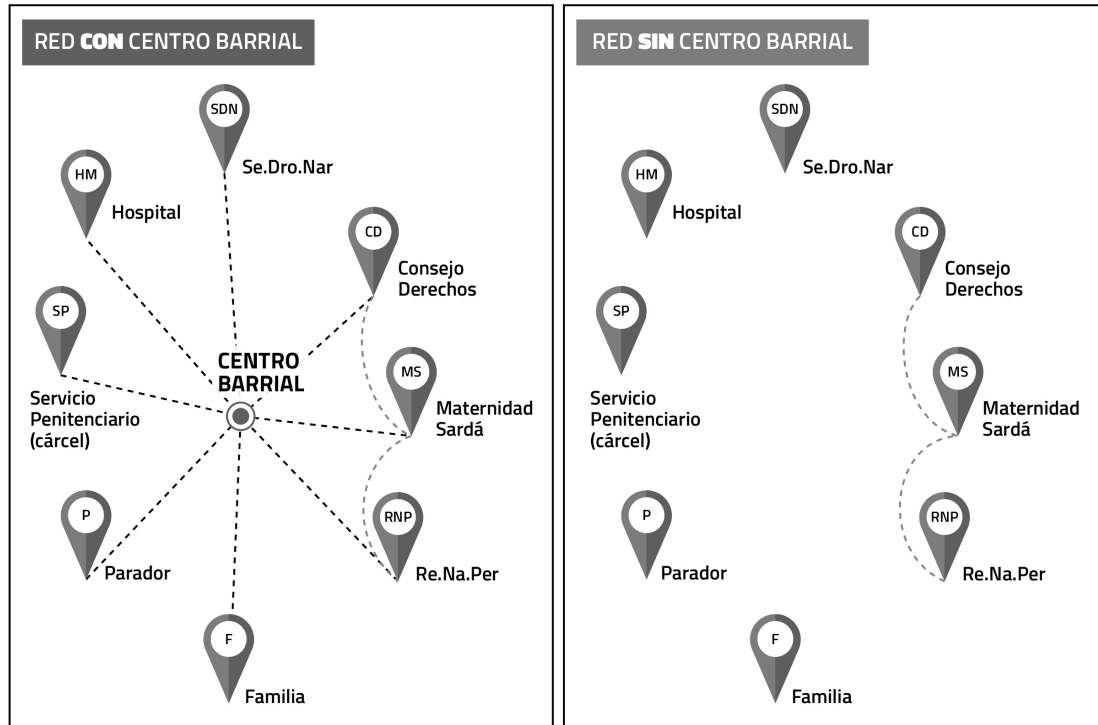 RED CON CENTRO BARRIAL
SDN
Se.Dro.Nar
HM
Hospital
CD
Consejo
Derechos
SP
Servicio
Penitenciario
(cárcel)
CENTRO
BARRIAL
MS
Maternidad
Sardá
P
Parador
RNP
Re.Na.Per
F
Familia
RED SIN CENTRO BARRIAL
SDN
Se.Dro.Nar
HM
Hospital
CD
Consejo
Derechos
SP
Servicio
Penitenciario
(cárcel)
MS
Maternidad
Sardá
P
Parador
RNP
Re.Na.Per
F
Familia